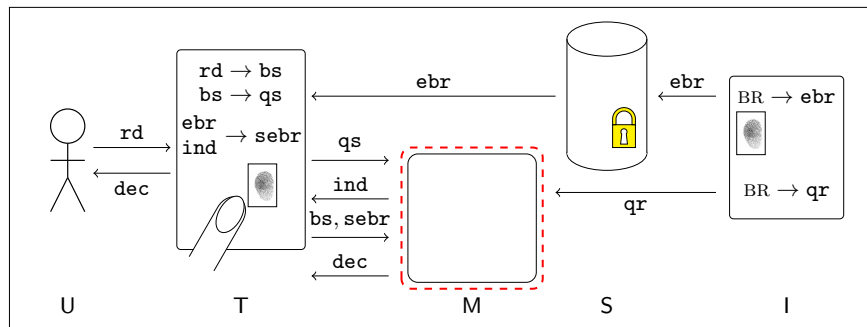 rd → bs
bs → qs
ebr
ind → sebr
rd
dec
ebr
ebr
qs
ind
bs, sebr
dec
qr
BR → ebr
BR → qr
U T M S I